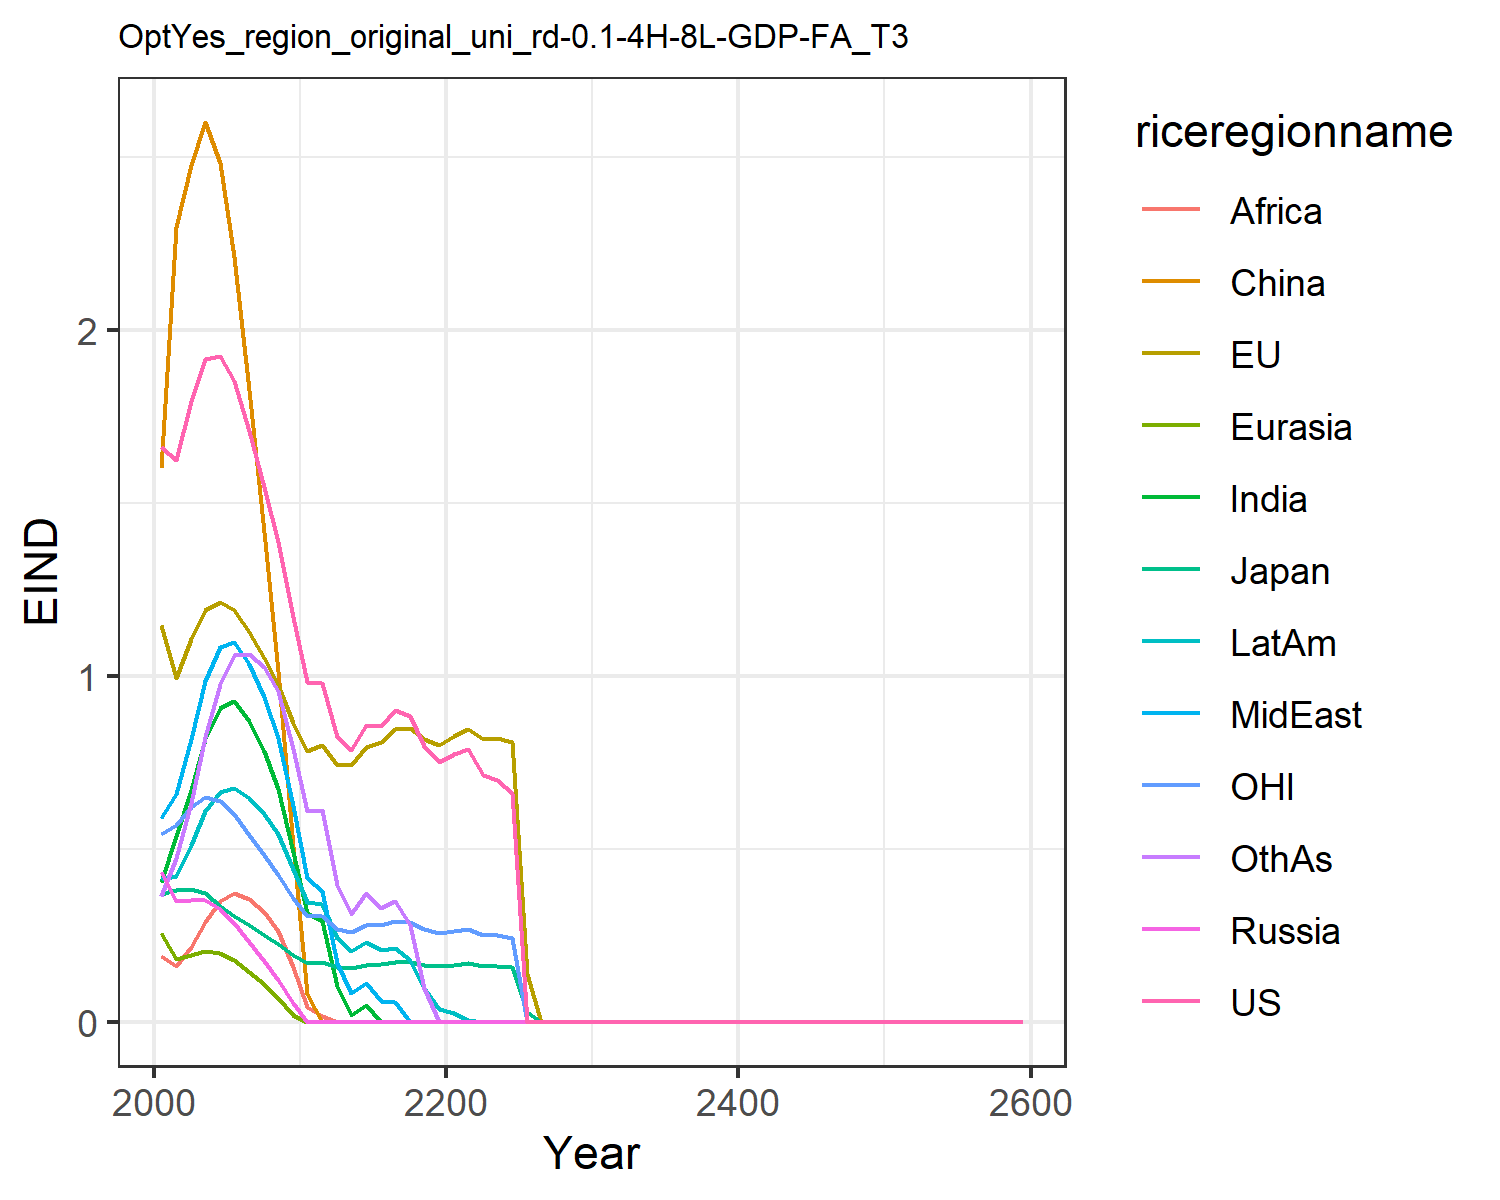 OptYes_region_original_uni_rd-0.1-4H-8L-GDP-FA_T3
EIND
2
1
0
2000
2200
2400
2600
Year
riceregionname
Africa
China
EU
Eurasia
India
Japan
LatAm
MidEast
OHI
OthAs
Russia
US